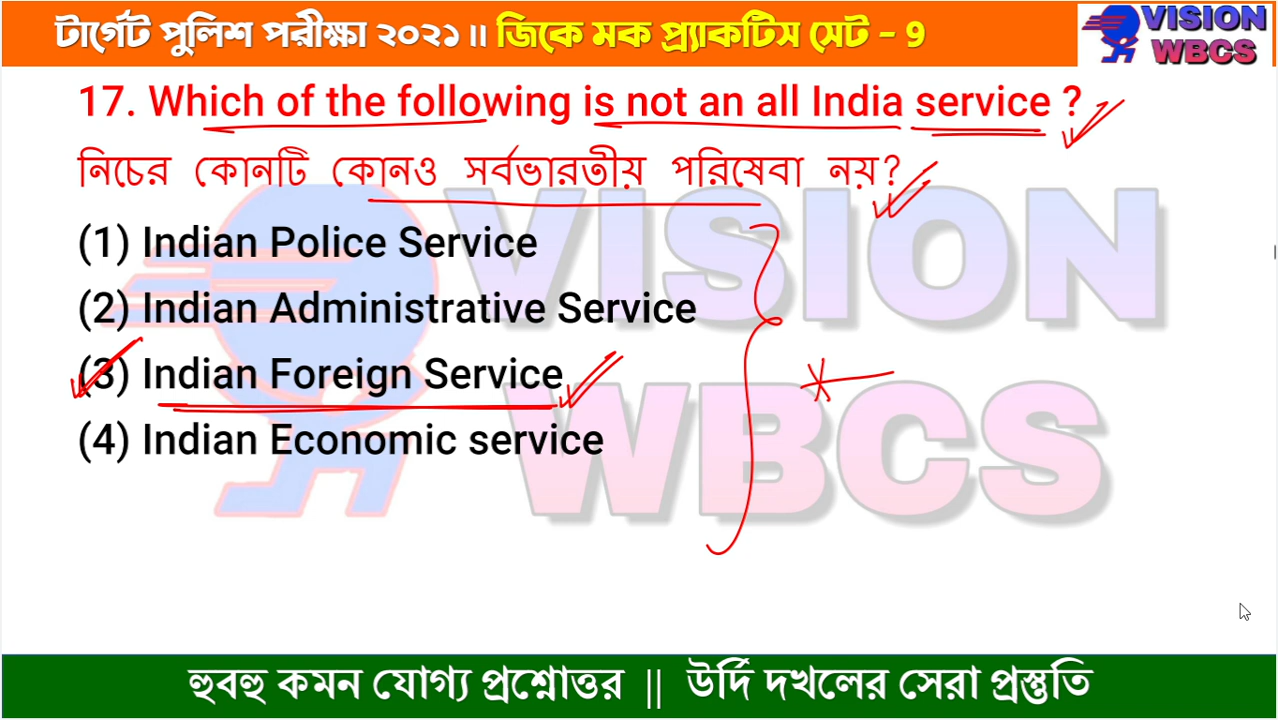 টার্গেট পুলিশ পরীক্ষা ২০২১ ॥ জিকে মক প্র্যাকটিস সেট - 9
VISION
WBCS
17. Which of the following is not an all India service ?
নিচের কোনটি কোনও সর্বভারতীয় পরিষেবা নয়?
(1) Indian Police Service
(2) Indian Administrative Service
(3) Indian Foreign Service
(4) Indian Economic service
VISION
WBCS
হুবহু কমন যোগ্য প্রশ্নোত্তর || উর্দি দখলের সেরা প্রস্তুতি